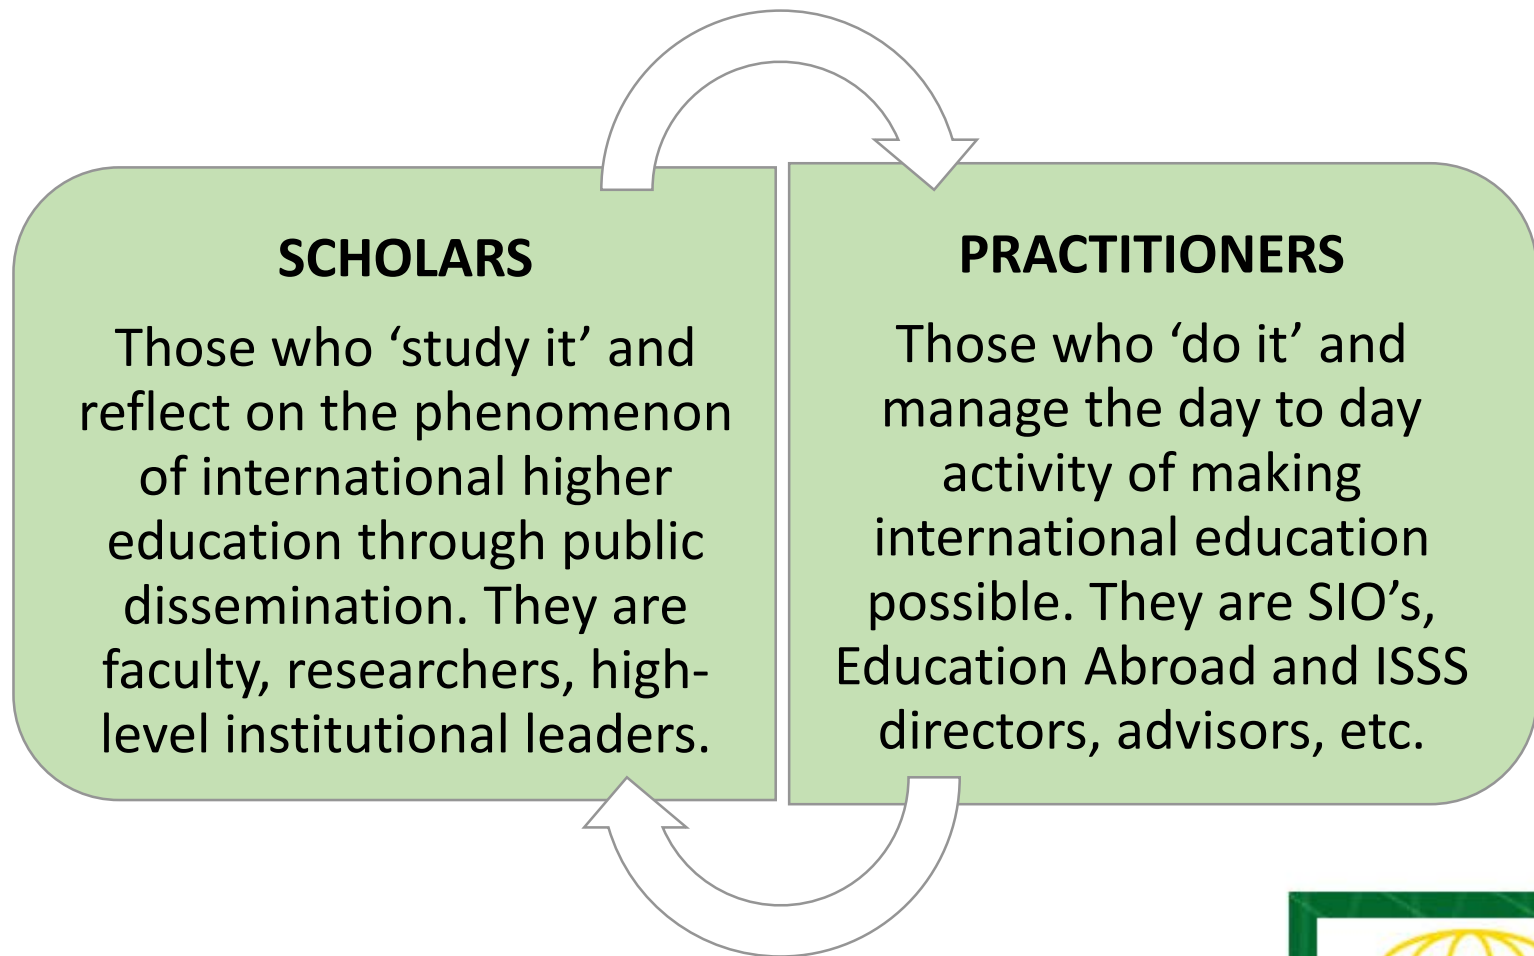 SCHOLARS
Those who ‘study it’ and
reflect on the phenomenon
of international higher
education through public
dissemination. They are
faculty, researchers, high-
level institutional leaders.
PRACTITIONERS
Those who ‘do it’ and
manage the day to day
activity of making
international education
possible. They are SIO’s,
Education Abroad and ISSS
directors, advisors, etc.